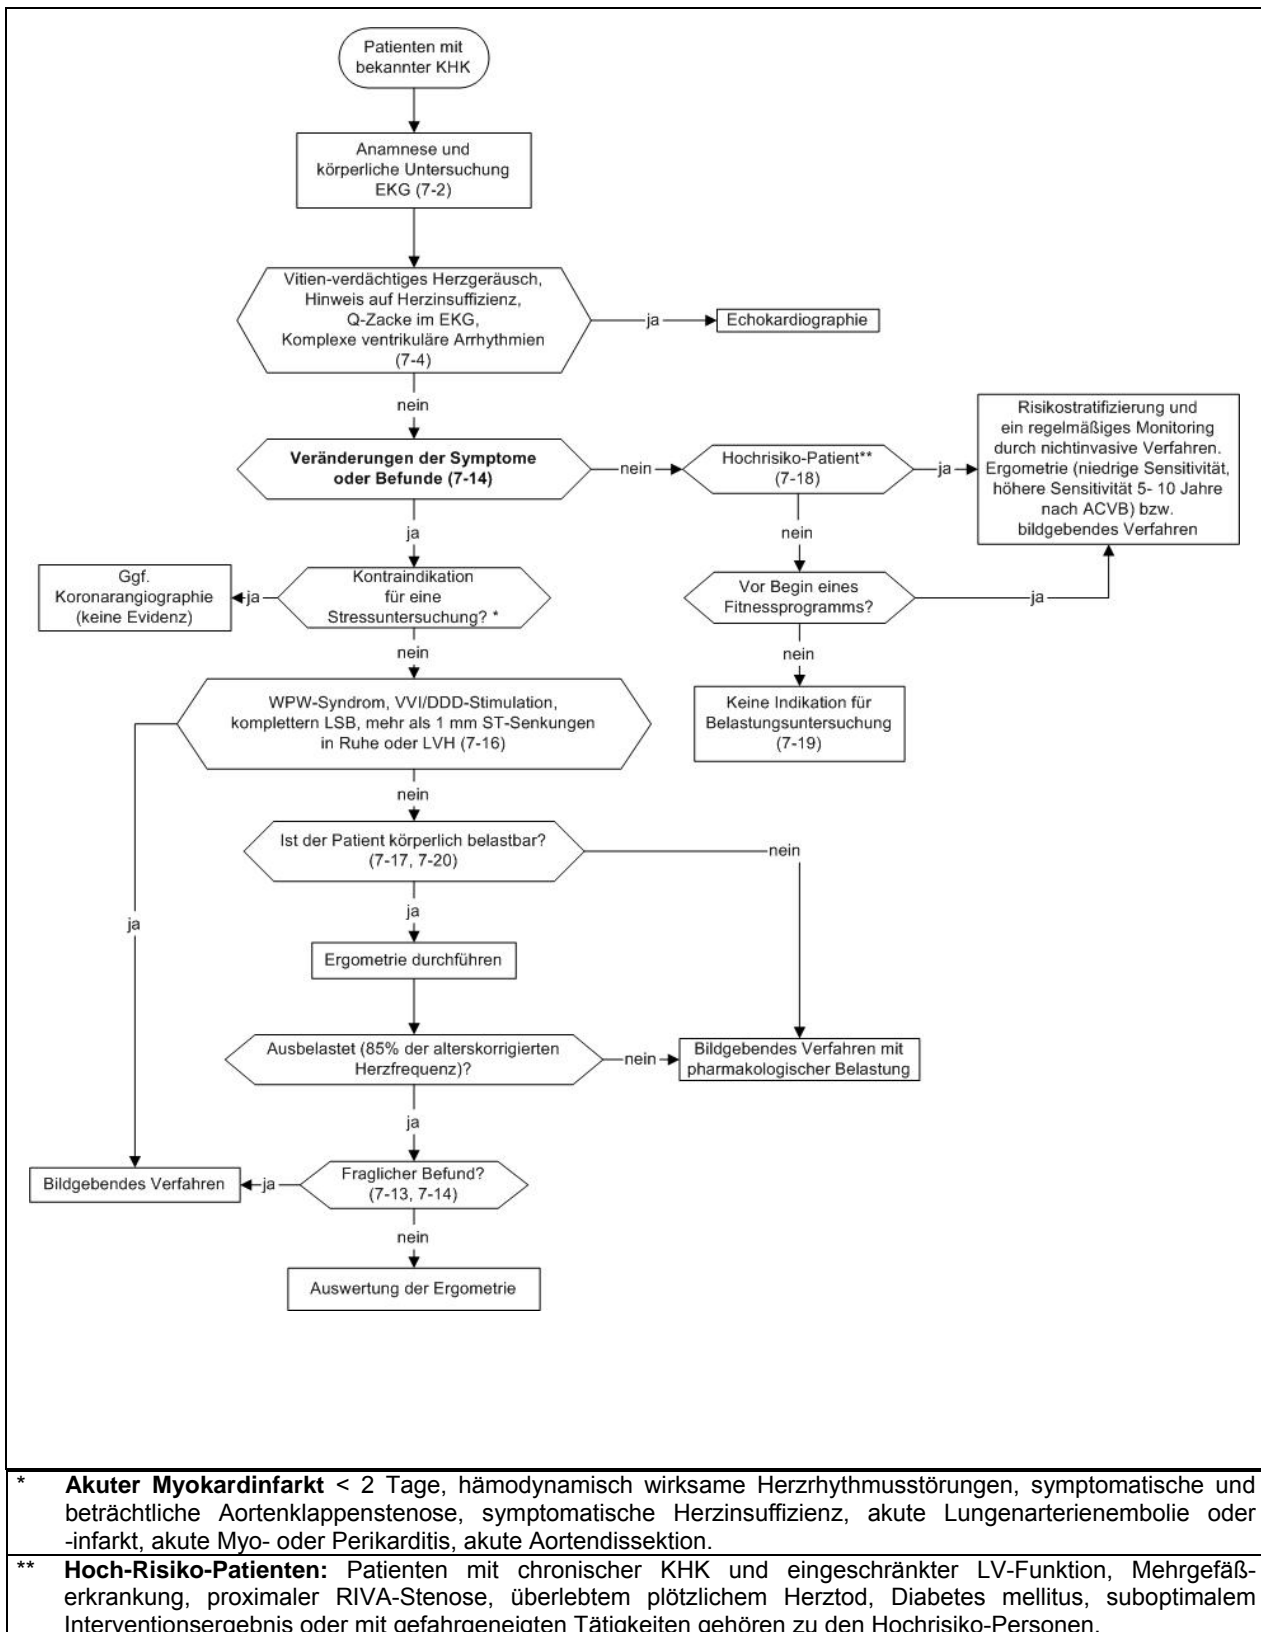 Patienten mit
bekannter KHK
Anamnese und
körperliche Untersuchung
EKG (7-2)
Vitien-verdächtiges Herzgeräusch,
Hinweis auf Herzinsuffizienz,
Q-Zacke im EKG,
Komplexe ventrikuläre Arrhythmien
(7-4)
ja
Echokardiographie
nein
Veränderungen der Symptome
oder Befunde (7-14)
nein
Hochrisiko-Patient**
(7-18)
ja
Risikostratifizierung und
ein regelmäßiges Monitoring
durch nichtinvasive Verfahren.
Ergometrie (niedrige Sensitivität,
höhere Sensitivität 5- 10 Jahre
nach ACVB) bzw.
bildgebendes Verfahren
ja
nein
Ggf.
Koronarangiographie
(keine Evidenz)
ja
Kontraindikation
für eine
Stressuntersuchung? *
Vor Begin eines
Fitnessprogramms?
ja
nein
nein
WPW-Syndrom, VVI/DDD-Stimulation,
komplettern LSB, mehr als 1 mm ST-Senkungen
in Ruhe oder LVH (7-16)
Keine Indikation für
Belastungsuntersuchung
(7-19)
nein
Ist der Patient körperlich belastbar?
(7-17, 7-20)
nein
ja
ja
Ergometrie durchführen
Ausbelastet (85% der alterskorrigierten
Herzfrequenz)?
nein
Bildgebendes Verfahren mit
pharmakologischer Belastung
ja
Bildgebendes Verfahren
ja
Fraglicher Befund?
(7-13, 7-14)
nein
Auswertung der Ergometrie
* Akuter Myokardinfarkt < 2 Tage, hämodynamisch wirksame Herzrhythmusstörungen, symptomatische und
beträchtliche Aortenklappenstenose, symptomatische Herzinsuffizienz, akute Lungenarterienembolie oder
-infarkt, akute Myo- oder Perikarditis, akute Aortendissektion.
** Hoch-Risiko-Patienten: Patienten mit chronischer KHK und eingeschränkter LV-Funktion, Mehrgefäß-
erkrankung, proximaler RIVA-Stenose, überlebtem plötzlichem Herztod, Diabetes mellitus, suboptimalem
Interventionsergebnis oder mit gefahrgeneigten Tätigkeiten gehören zu den Hochrisiko-Personen.